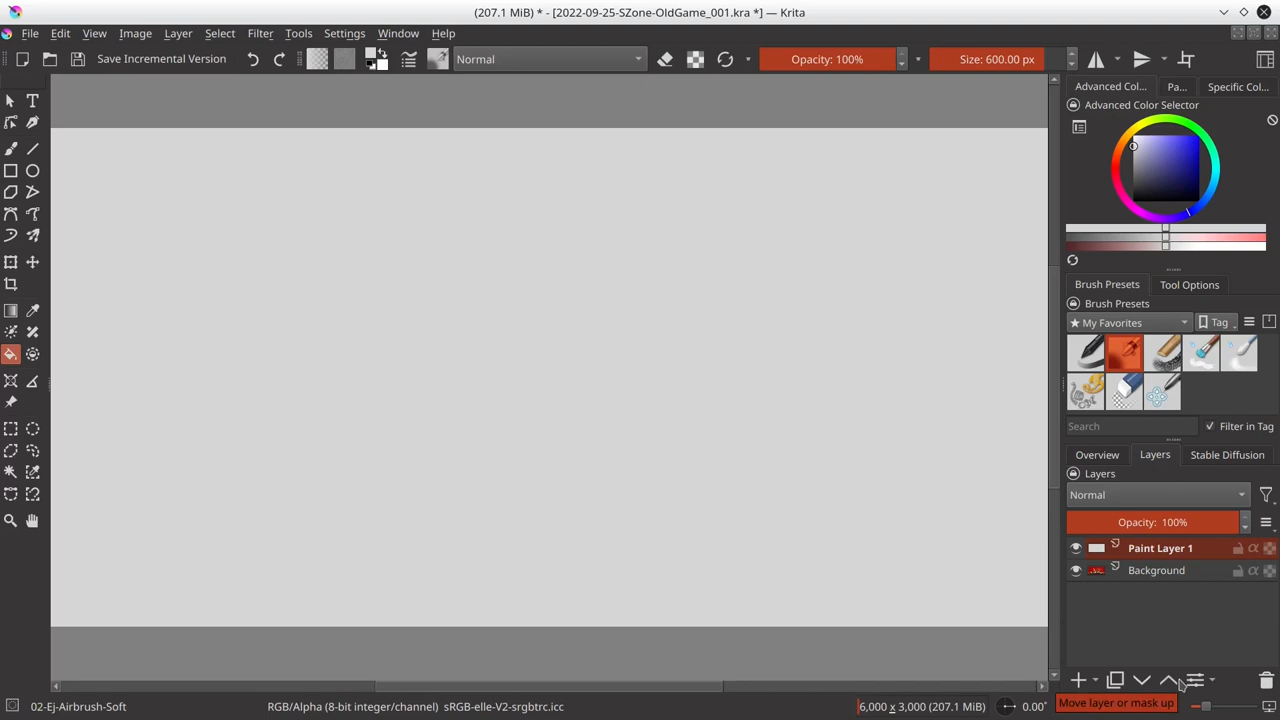 (207.1 MiB) * - [2022-09-25-SZone-OldGame_001.kra *] — Krita
File Edit View Image Layer Select Filter Tools Settings Window Help
Save Incremental Version
Normal
Opacity: 100%
Size: 600.00 px
Advanced Col... Pa... Specific Col...
Advanced Color Selector
Brush Presets Tool Options
Brush Presets
★ My Favorites
Tag
Search
Filter in Tag
Overview Layers Stable Diffusion
Layers
Normal
Opacity: 100%
Paint Layer 1
Background
Move layer or mask up
02-Ej-Airbrush-Soft
RGB/Alpha (8-bit integer/channel) sRGB-elle-V2-srgbtrc.icc
6,000 x 3,000 (207.1 MiB)
0.00°